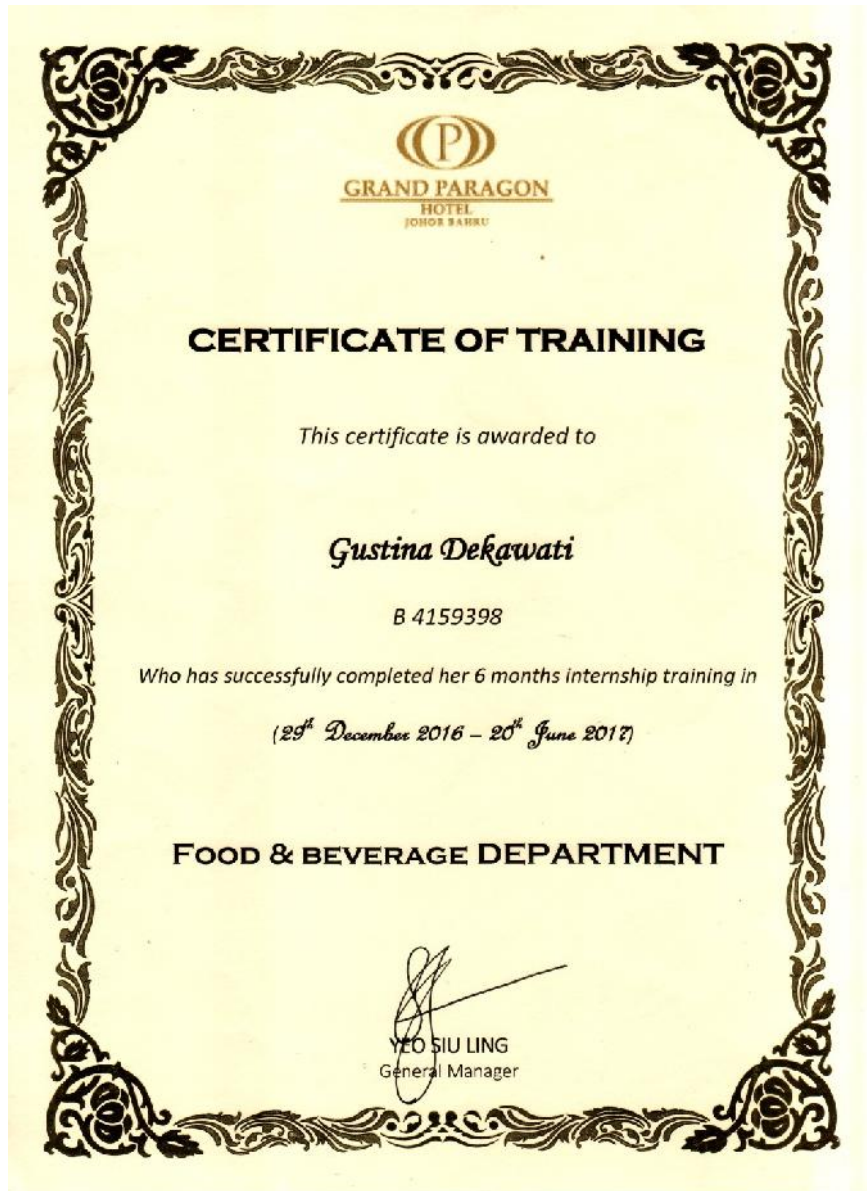 P
GRAND PARAGON
HOTEL
JOHOR BAHRU
CERTIFICATE OF TRAINING
This certificate is awarded to
Gustina Dekawati
B 4159398
Who has successfully completed her 6 months internship training in
(29th December 2016 – 20th June 2017)
FOOD & BEVERAGE DEPARTMENT
YEO SIU LING
General Manager